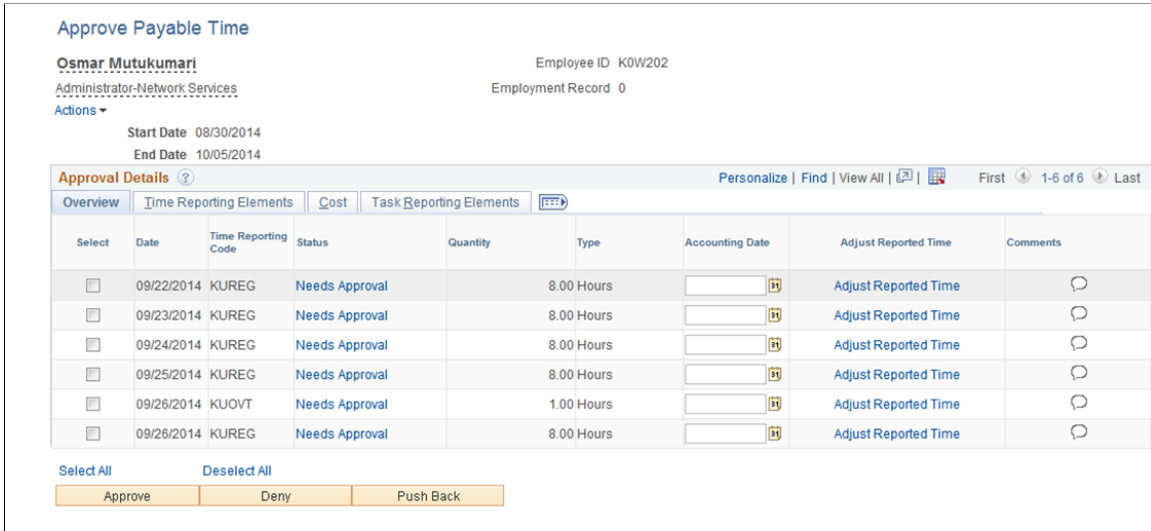 Approve Payable Time
Osmar Mutukumari Employee ID K0W202
Administrator-Network Services Employment Record 0
Actions
Start Date 08/30/2014
End Date 10/05/2014
Approval Details ? Personalize | Find | View All | | First 1-6 of 6 Last
Overview Time Reporting Elements Cost Task Reporting Elements
Select Date Time Reporting Code Status Quantity Type Accounting Date Adjust Reported Time Comments
09/22/2014 KUREG Needs Approval 8.00 Hours 31 Adjust Reported Time
09/23/2014 KUREG Needs Approval 8.00 Hours 31 Adjust Reported Time
09/24/2014 KUREG Needs Approval 8.00 Hours 31 Adjust Reported Time
09/25/2014 KUREG Needs Approval 8.00 Hours 31 Adjust Reported Time
09/26/2014 KUOVT Needs Approval 1.00 Hours 31 Adjust Reported Time
09/26/2014 KUREG Needs Approval 8.00 Hours 31 Adjust Reported Time
Select All Deselect All
Approve Deny Push Back